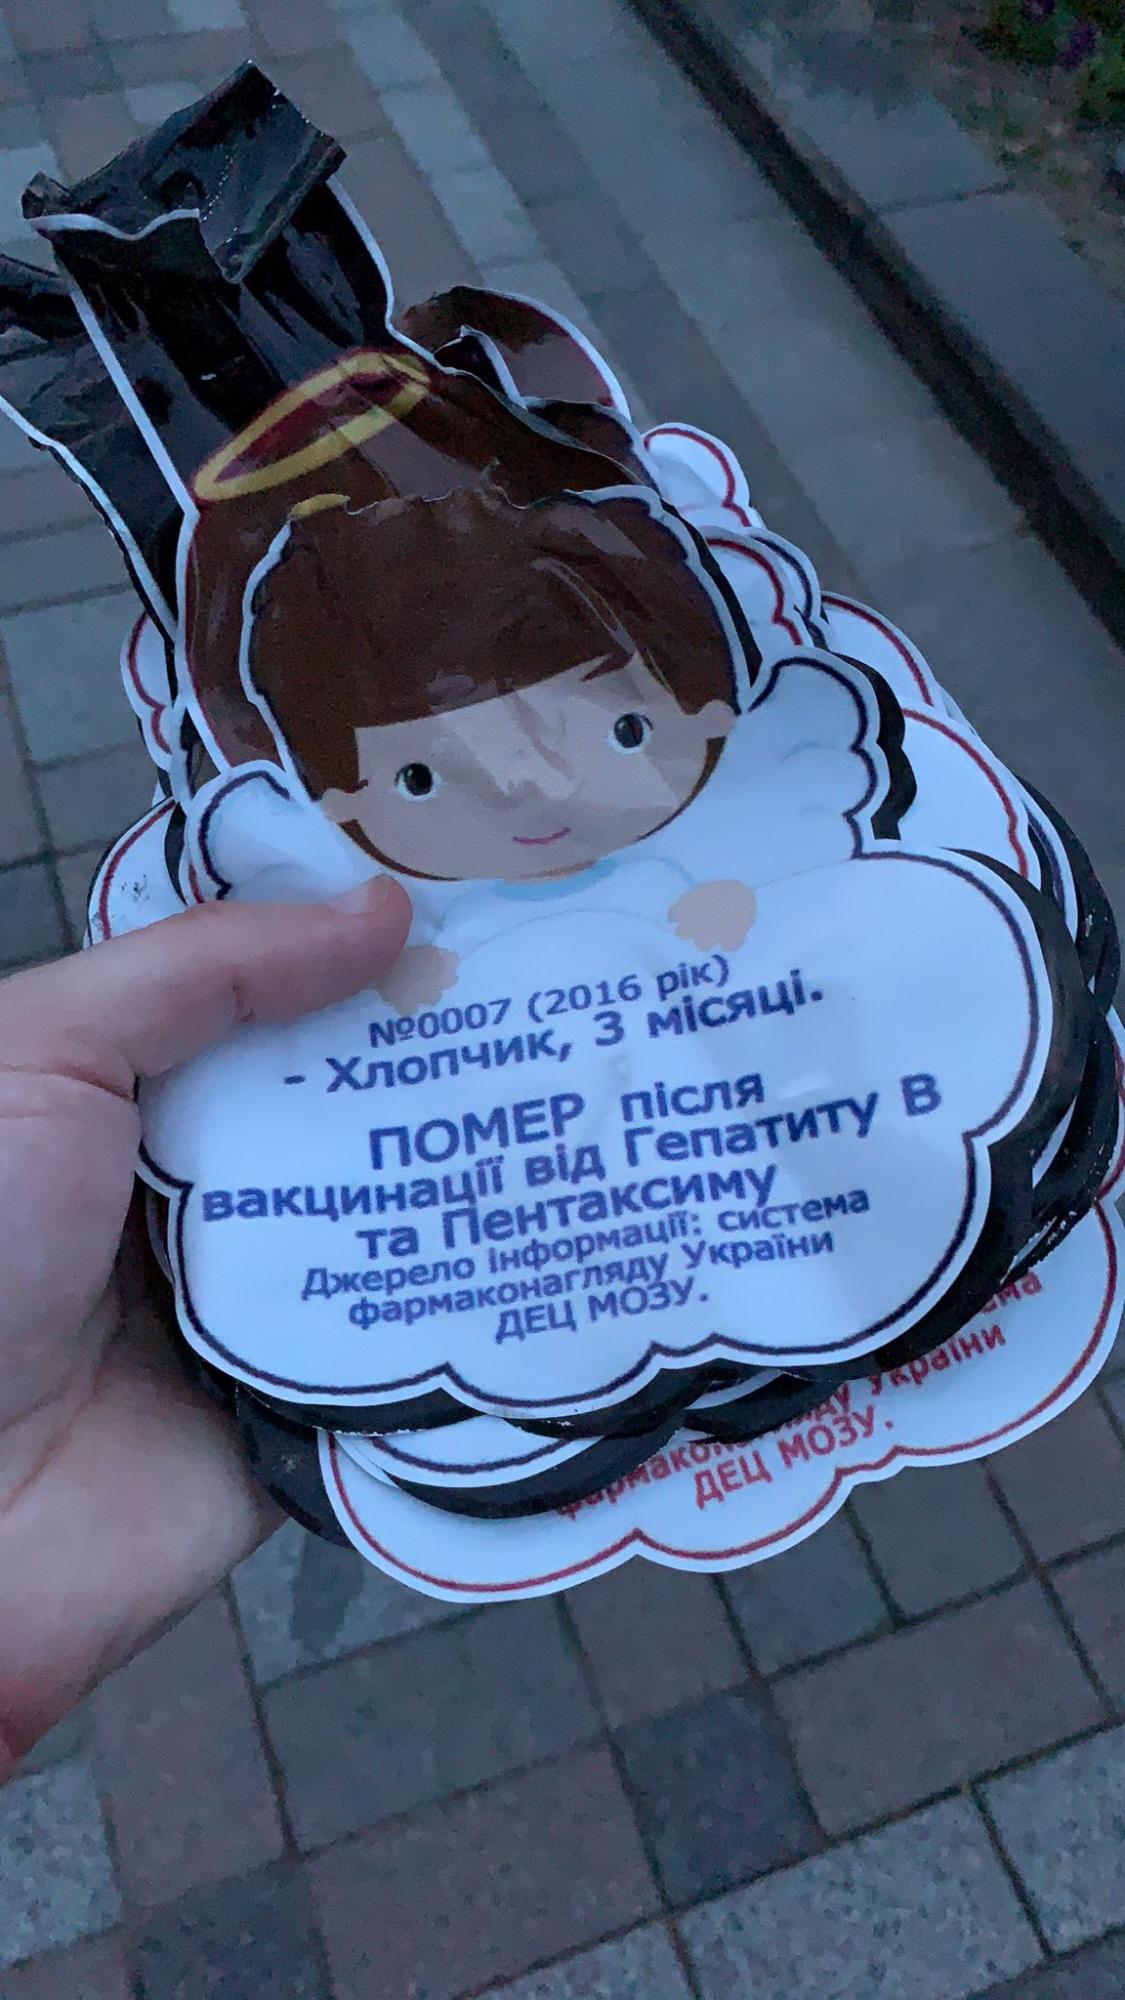 №0007 (2016 рік)
- Хлопчик, 3 місяці.
ПОМЕР після
вакцинації від Гепатиту В
та Пентаксиму
Джерело інформації: система
фармаконагляду України
ДЕЦ МОЗУ.
України
ДЕЦ МОЗУ.